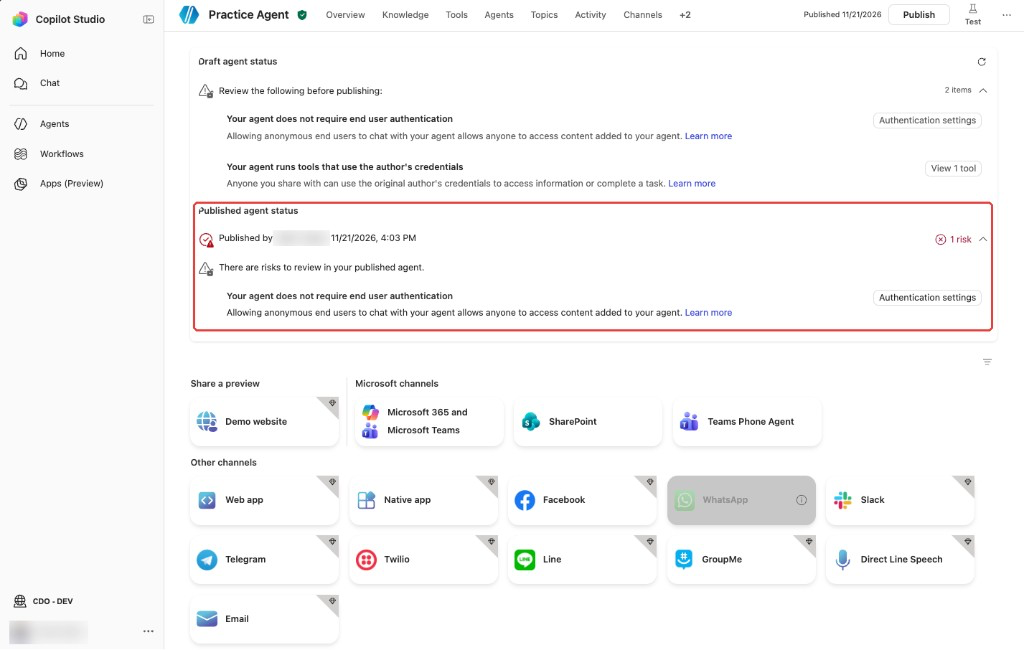 Copilot Studio
Home
Chat
Agents
Workflows
Apps (Preview)
CDO - DEV
Practice Agent
Overview
Knowledge
Tools
Agents
Topics
Activity
Channels
+2
Published 11/21/2026
Publish
Test
Draft agent status
Review the following before publishing:
2 items
Your agent does not require end user authentication
Allowing anonymous end users to chat with your agent allows anyone to access content added to your agent. Learn more
Authentication settings
Your agent runs tools that use the author's credentials
Anyone you share with can use the original author's credentials to access information or complete a task. Learn more
View 1 tool
Published agent status
Published by 11/21/2026, 4:03 PM
1 risk
There are risks to review in your published agent.
Your agent does not require end user authentication
Allowing anonymous end users to chat with your agent allows anyone to access content added to your agent. Learn more
Authentication settings
Share a preview
Demo website
Microsoft channels
Microsoft 365 and
Microsoft Teams
SharePoint
Teams Phone Agent
Other channels
Web app
Native app
Facebook
WhatsApp
Slack
Telegram
Twilio
Line
GroupMe
Direct Line Speech
Email